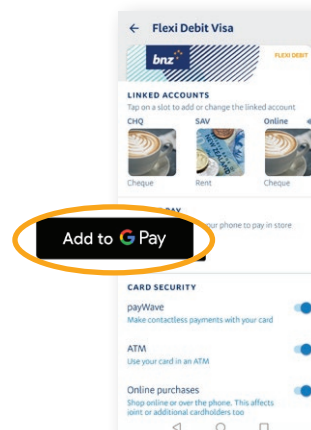 ← Flexi Debit Visa
bnz
FLEXI DEBIT
LINKED ACCOUNTS
Tap on a slot to add or change the linked account
CHQ SAV Online
Cheque Rent Cheque
PAY
your phone to pay in store
Add to G Pay
CARD SECURITY
payWave
Make contactless payments with your card
ATM
Use your card in an ATM
Online purchases
Shop online or over the phone. This affects
joint or additional cardholders too